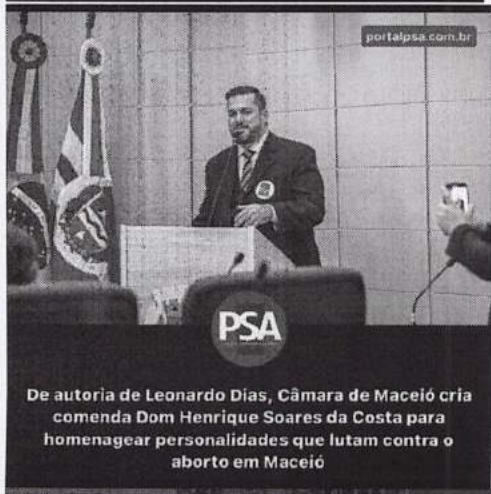 portalpsa.com.br
PSA
De autoria de Leonardo Dias, Câmara de Maceió cria
comenda Dom Henrique Soares da Costa para
homenagear personalidades que lutam contra o
aborto em Maceió